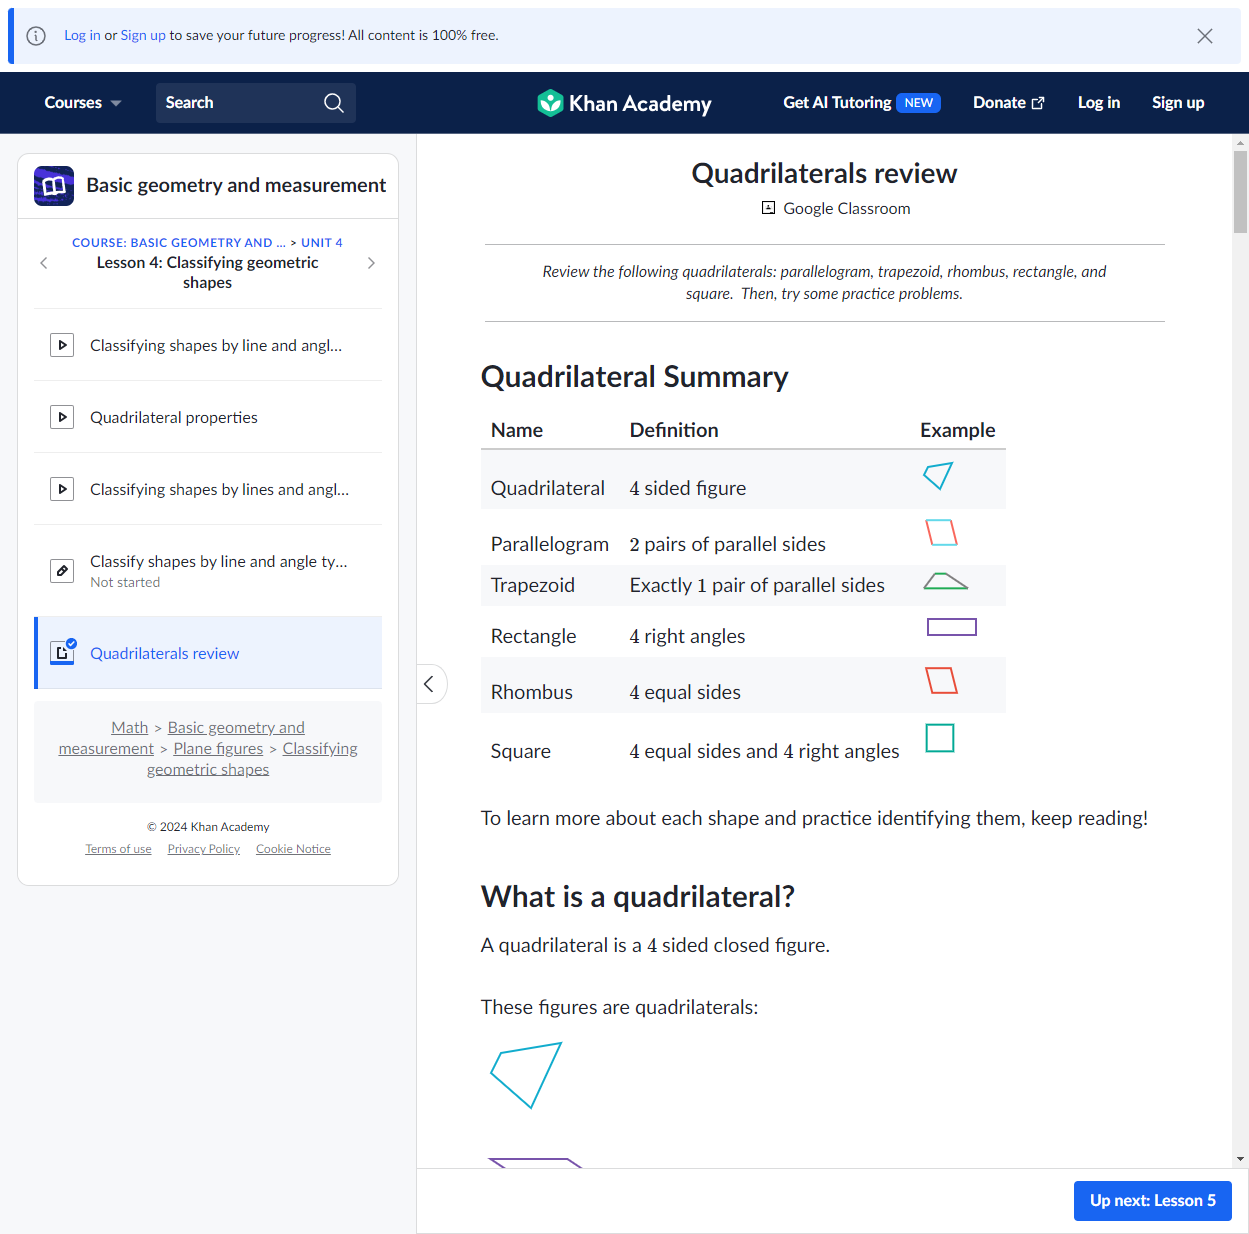 Log in or Sign up to save your future progress! All content is 100% free.
Courses
Search
Khan Academy
Get AI Tutoring NEW
Donate
Log in
Sign up
Basic geometry and measurement
COURSE: BASIC GEOMETRY AND ... > UNIT 4
Lesson 4: Classifying geometric
shapes
Classifying shapes by line and angl...
Quadrilateral properties
Classifying shapes by lines and angl...
Classify shapes by line and angle ty...
Not started
Quadrilaterals review
Math > Basic geometry and
measurement > Plane figures > Classifying
geometric shapes
© 2024 Khan Academy
Terms of use Privacy Policy Cookie Notice
Quadrilaterals review
Google Classroom
Review the following quadrilaterals: parallelogram, trapezoid, rhombus, rectangle, and
square. Then, try some practice problems.
Quadrilateral Summary
Name Definition Example
Quadrilateral 4 sided figure
Parallelogram 2 pairs of parallel sides
Trapezoid Exactly 1 pair of parallel sides
Rectangle 4 right angles
Rhombus 4 equal sides
Square 4 equal sides and 4 right angles
To learn more about each shape and practice identifying them, keep reading!
What is a quadrilateral?
A quadrilateral is a 4 sided closed figure.
These figures are quadrilaterals:
Up next: Lesson 5